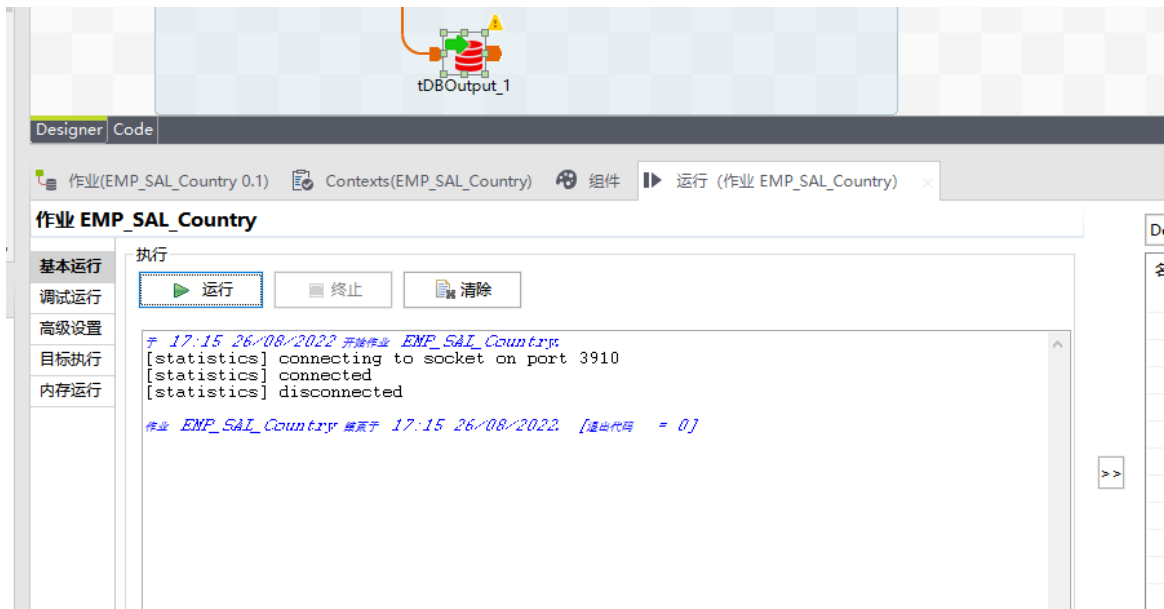 tDBOutput_1
Designer Code
作业(EMP_SAL_Country 0.1) Contexts(EMP_SAL_Country) 组件 运行 (作业 EMP_SAL_Country)
作业 EMP_SAL_Country
基本运行
调试运行
高级设置
目标执行
内存运行
执行
运行 终止 清除
于 17:15 26/08/2022 开始作业 EMP_SAL_Country.
[statistics] connecting to socket on port 3910
[statistics] connected
[statistics] disconnected
作业 EMP_SAL_Country 结束于 17:15 26/08/2022. [退出代码 = 0]
>>